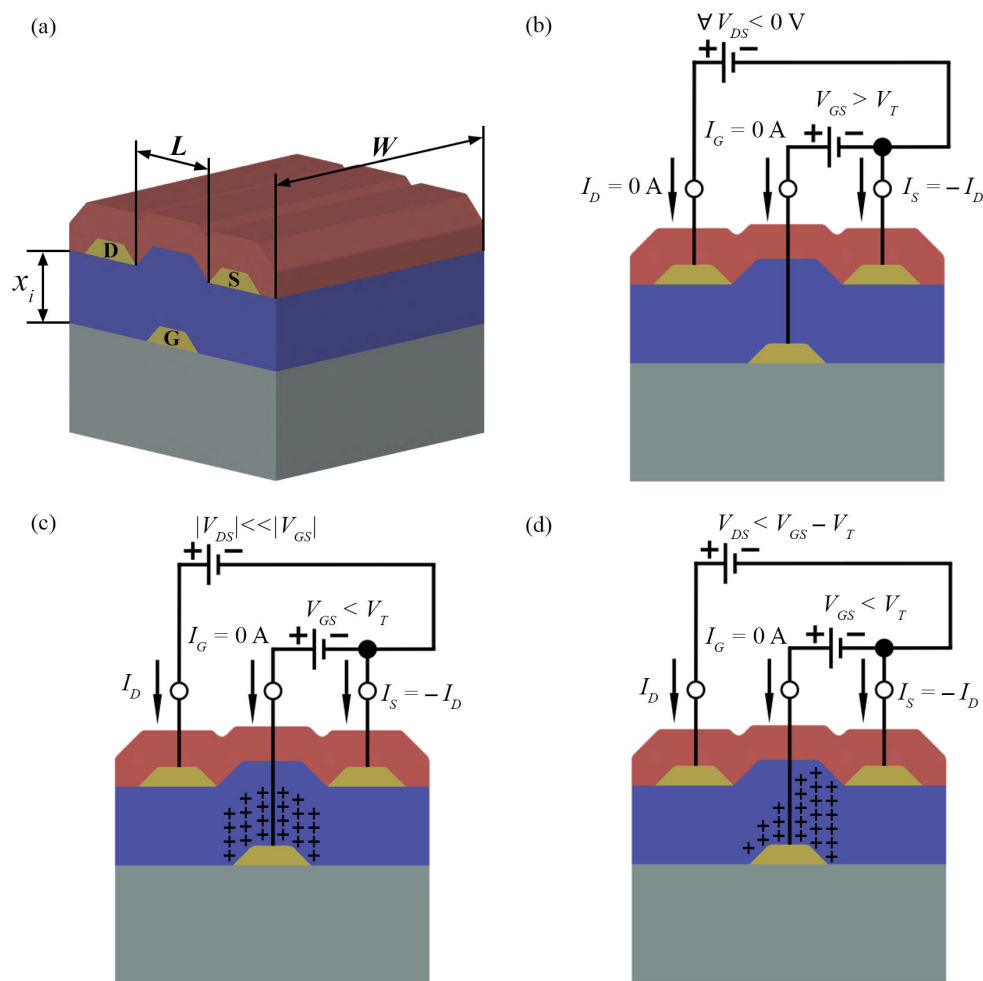 (a)
L
W
D
S
x_i
G
(b)
∀ V_DS < 0 V
+ −
V_GS > V_T
I_G = 0 A
+ −
I_D = 0 A
I_S = − I_D
(c)
|V_DS|<<|V_GS|
+ −
V_GS < V_T
I_G = 0 A
+ −
I_D
I_S = − I_D
+ + + + + + + + + + + + + + + + + + + + + + + +
(d)
V_DS < V_GS − V_T
+ −
V_GS < V_T
I_G = 0 A
+ −
I_D
I_S = − I_D
+ + + + + + + + + + + + + + + + + + + + + + + +